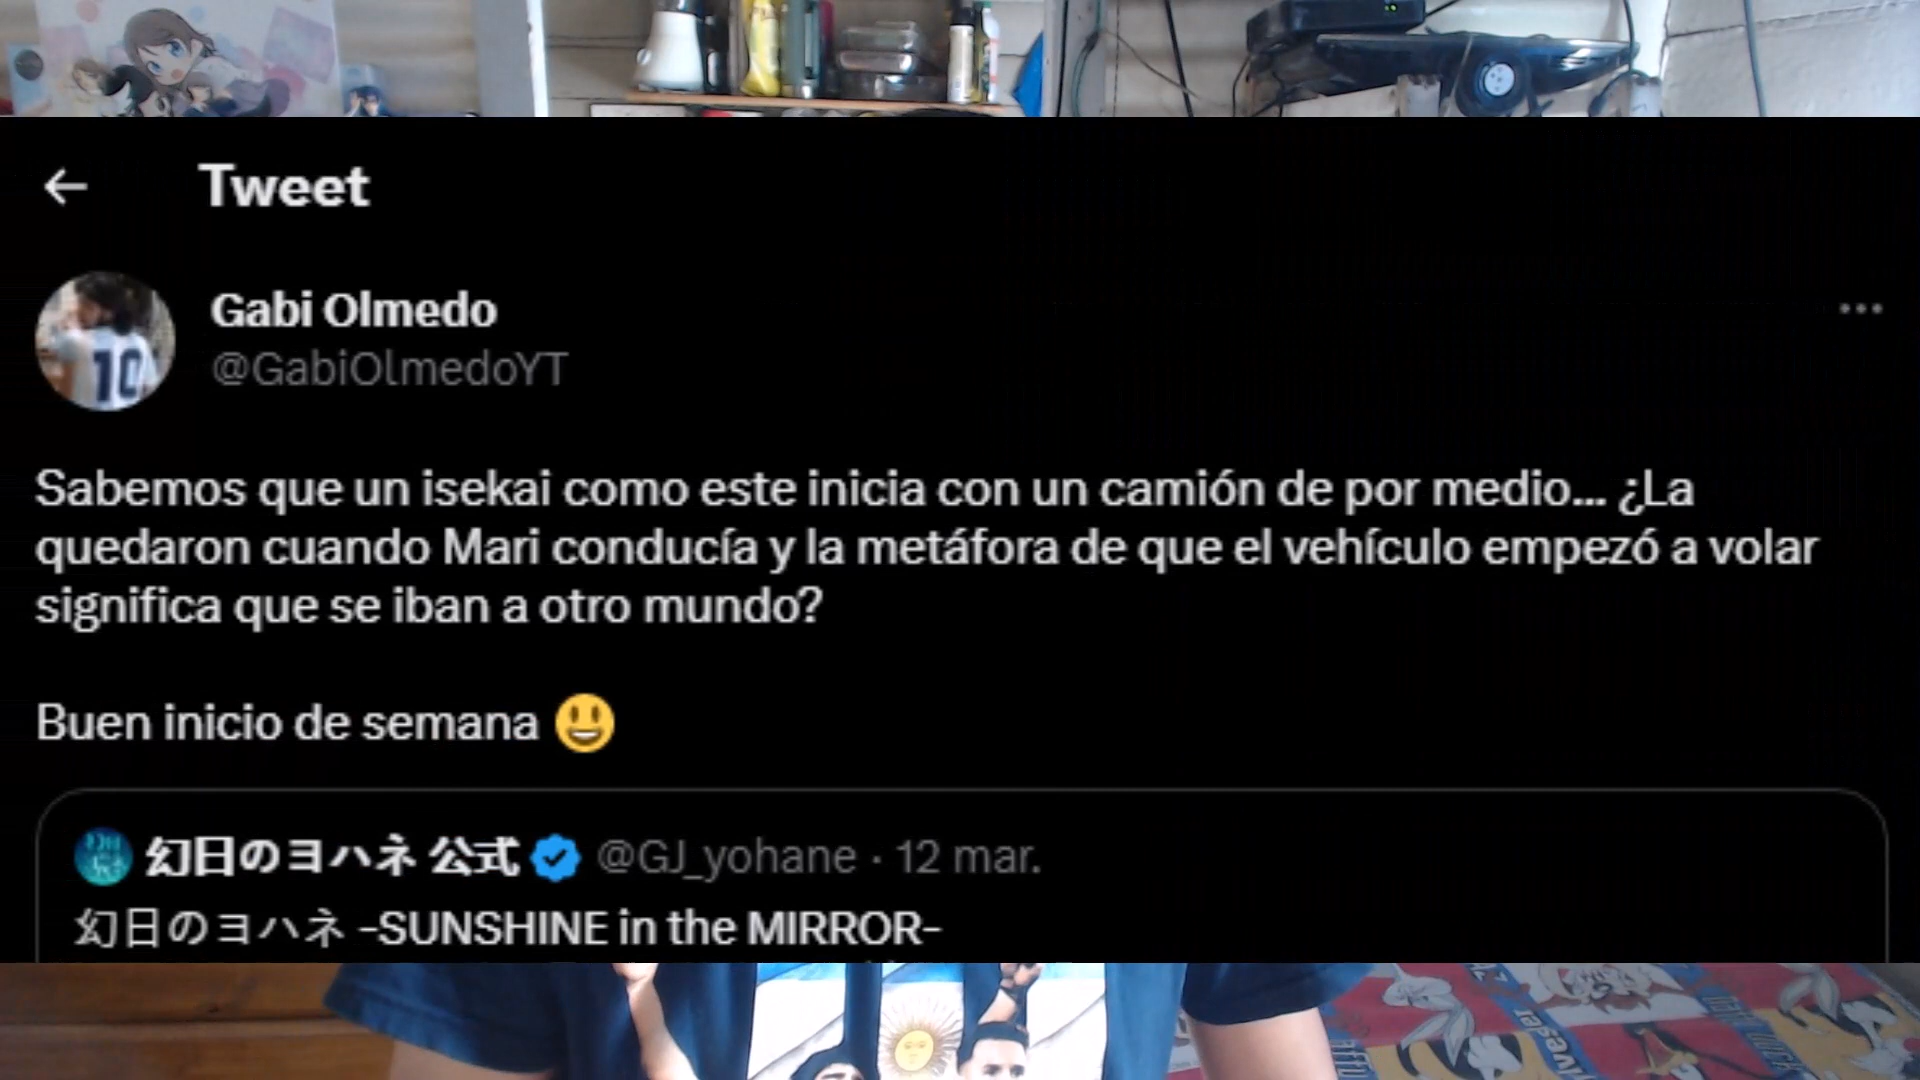 Tweet
Gabi Olmedo
@GabiOlmedoYT
10
Sabemos que un isekai como este inicia con un camión de por medio... ¿La
quedaron cuando Mari conducía y la metáfora de que el vehículo empezó a volar
significa que se iban a otro mundo?
Buen inicio de semana
幻日のヨハネ 公式 @GJ_yohane · 12 mar.
幻日のヨハネ -SUNSHINE in the MIRROR-